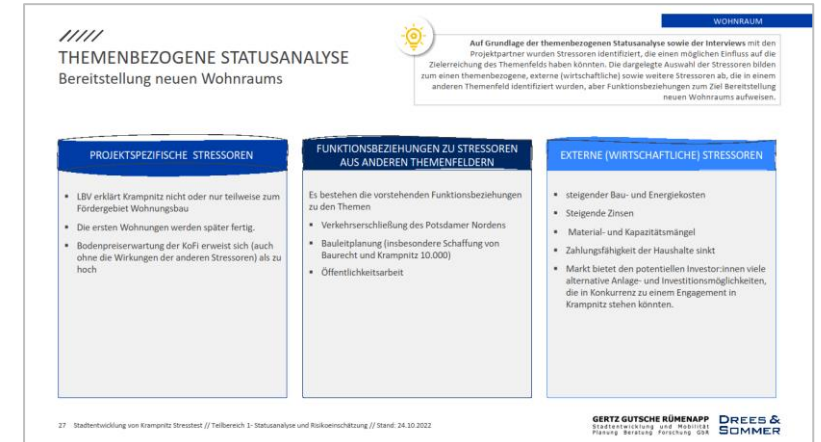 WOHNRAUM
/////
THEMENBEZOGENE STATUSANALYSE
Bereitstellung neuen Wohnraums
Auf Grundlage der themenbezogenen Statusanalyse sowie der Interviews mit den
Projektpartner wurden Stressoren identifiziert, die einen möglichen Einfluss auf die
Zielerreichung des Themenfelds haben könnten. Die dargelegte Auswahl der Stressoren bilden
zum einen themenbezogene, externe (wirtschaftliche) sowie weitere Stressoren ab, die in einem
anderen Themenfeld identifiziert wurden, aber Funktionsbeziehungen zum Ziel Bereitstellung
neuen Wohnraums aufweisen.
PROJEKTSPEZIFISCHE STRESSOREN
▪ LBV erklärt Krampnitz nicht oder nur teilweise zum
Fördergebiet Wohnungsbau
▪ Die ersten Wohnungen werden später fertig.
▪ Bodenpreiserwartung der KoFi erweist sich (auch
ohne die Wirkungen der anderen Stressoren) als zu
hoch
FUNKTIONSBEZIEHUNGEN ZU STRESSOREN
AUS ANDEREN THEMENFELDERN
Es bestehen die vorstehenden Funktionsbeziehungen
zu den Themen
▪ Verkehrserschließung des Potsdamer Nordens
▪ Bauleitplanung (insbesondere Schaffung von
Baurecht und Krampnitz 10.000)
▪ Öffentlichkeitsarbeit
EXTERNE (WIRTSCHAFTLICHE) STRESSOREN
▪ steigender Bau- und Energiekosten
▪ Steigende Zinsen
▪ Material- und Kapazitätsmängel
▪ Zahlungsfähigkeit der Haushalte sinkt
▪ Markt bietet den potentiellen Investor:innen viele
alternative Anlage- und Investitionsmöglichkeiten,
die in Konkurrenz zu einem Engagement in
Krampnitz stehen könnten.
27 Stadtentwicklung von Krampnitz Stresstest // Teilbereich 1- Statusanalyse und Risikoeinschätzung // Stand: 24.10.2022
GERTZ GUTSCHE RÜMENAPP
Stadtentwicklung und Mobilität
Planung Beratung Forschung GbR
DREES &
SOMMER